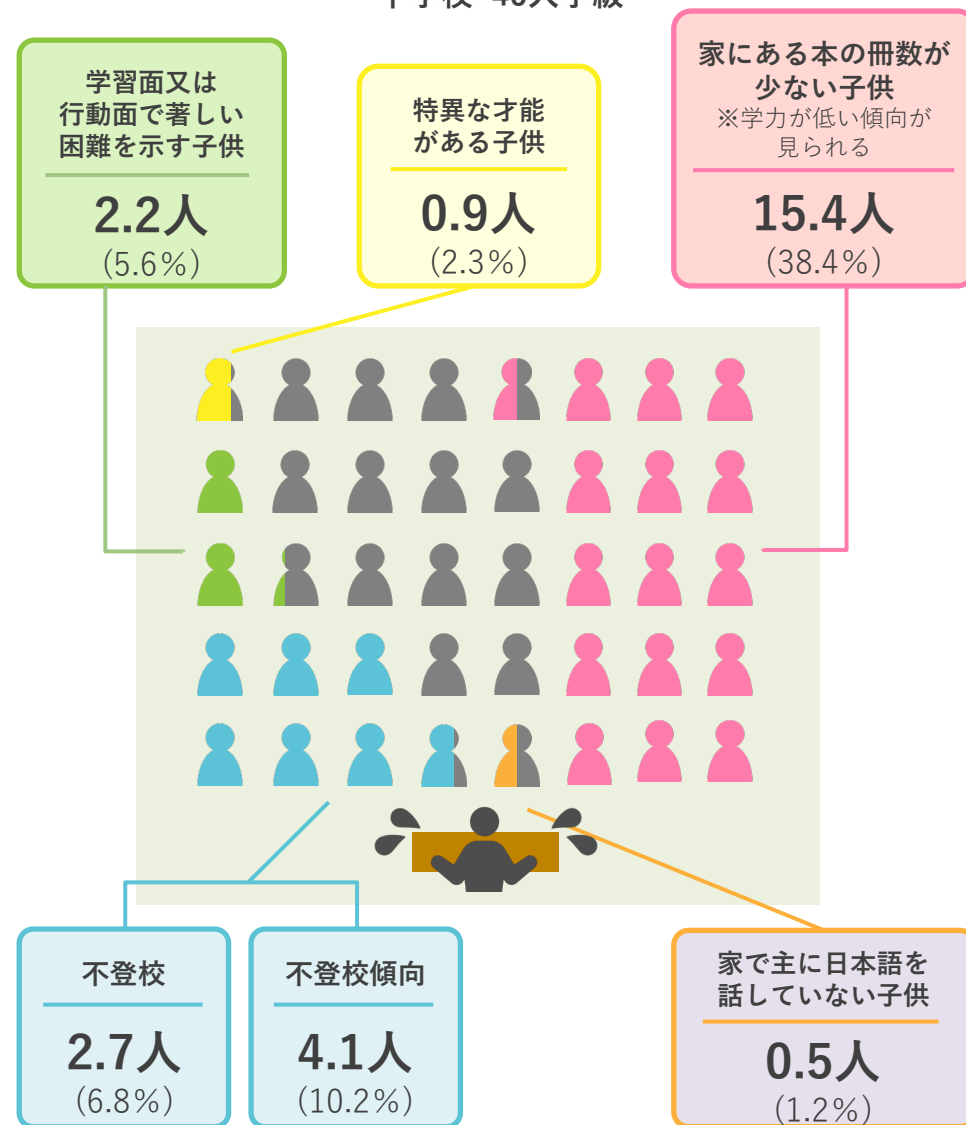 学習面又は
行動面で著しい
困難を示す子供
2.2人
(5.6%)
特異な才能
がある子供
0.9人
(2.3%)
家にある本の冊数が
少ない子供
※学力が低い傾向が
見られる
15.4人
(38.4%)
不登校
2.7人
(6.8%)
不登校傾向
4.1人
(10.2%)
家で主に日本語を
話していない子供
0.5人
(1.2%)